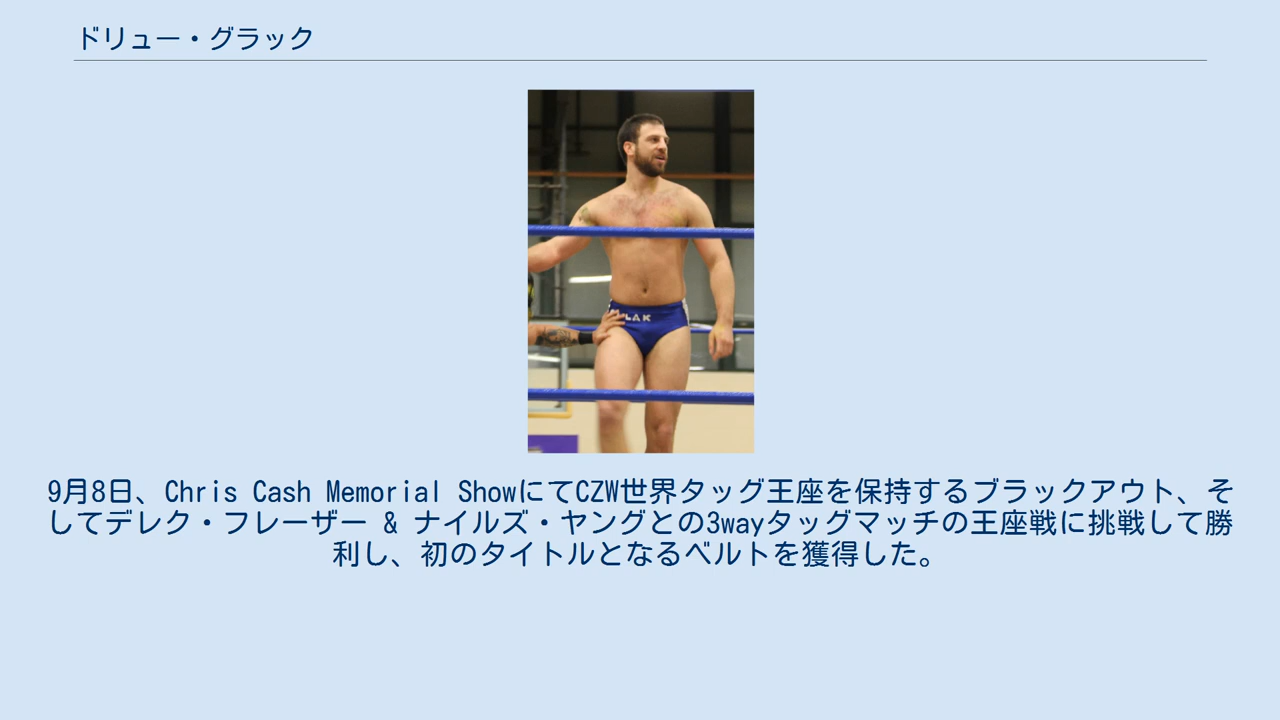 ドリュー・グラック
LAK
9月8日、Chris Cash Memorial ShowにてCZW世界タッグ王座を保持するブラックアウト、そ
してデレク・フレーザー & ナイルズ・ヤングとの3wayタッグマッチの王座戦に挑戦して勝
利し、初のタイトルとなるベルトを獲得した。